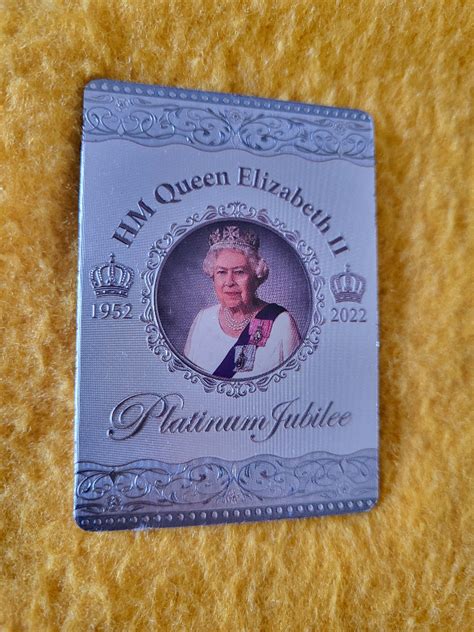 HM Queen Elizabeth II
1952 2022
Platinum Jubilee